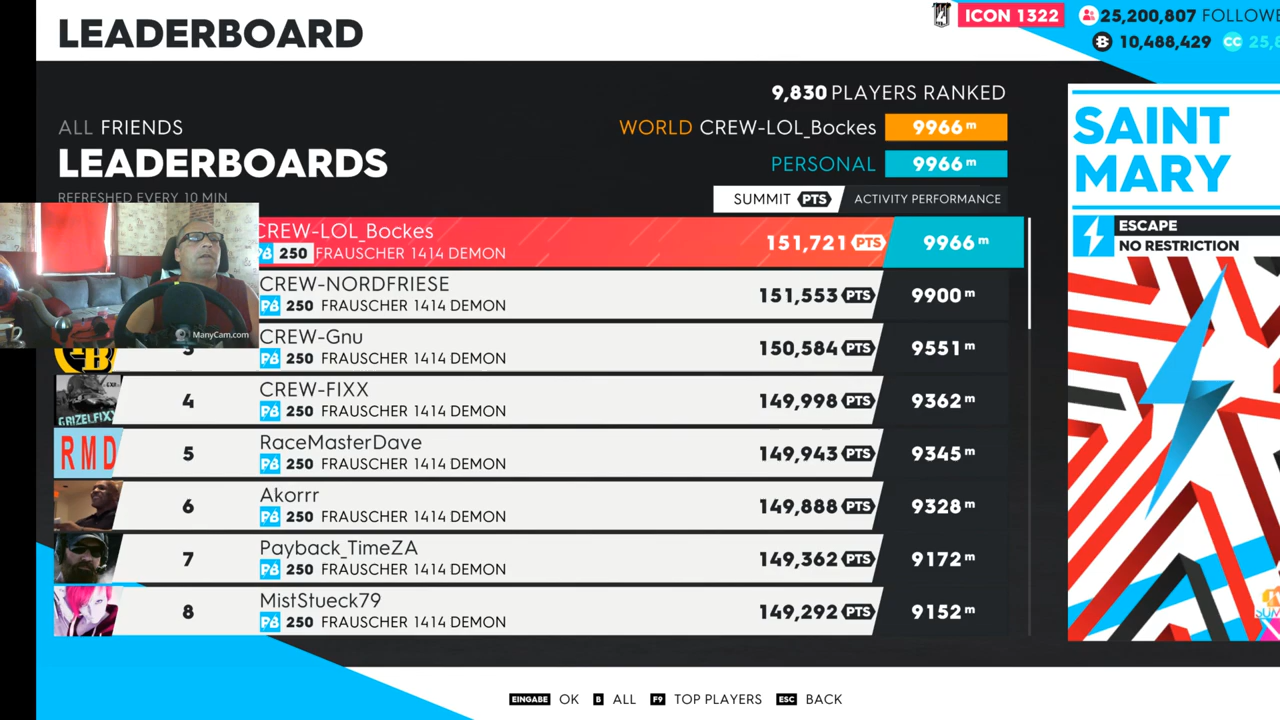 LEADERBOARD
ICON 1322
25,200,807 FOLLOWE
10,488,429 CC 25,8
9,830 PLAYERS RANKED
ALL FRIENDS
WORLD CREW-LOL_Bockes 9966 m
LEADERBOARDS
PERSONAL 9966 m
REFRESHED EVERY 10 MIN
SUMMIT PTS ACTIVITY PERFORMANCE
CREW-LOL_Bockes
250 FRAUSCHER 1414 DEMON
151,721 PTS 9966 m
CREW-NORDFRIESE
250 FRAUSCHER 1414 DEMON
151,553 PTS 9900 m
ManyCam.com
CREW-Gnu
250 FRAUSCHER 1414 DEMON
150,584 PTS 9551 m
4 CREW-FIXX
250 FRAUSCHER 1414 DEMON
149,998 PTS 9362 m
GRIZELFIXX
RMD
5 RaceMasterDave
250 FRAUSCHER 1414 DEMON
149,943 PTS 9345 m
6 Akorrr
250 FRAUSCHER 1414 DEMON
149,888 PTS 9328 m
7 Payback_TimeZA
250 FRAUSCHER 1414 DEMON
149,362 PTS 9172 m
8 MistStueck79
250 FRAUSCHER 1414 DEMON
149,292 PTS 9152 m
SAINT
MARY
ESCAPE
NO RESTRICTION
EINGABE OK B ALL F9 TOP PLAYERS ESC BACK